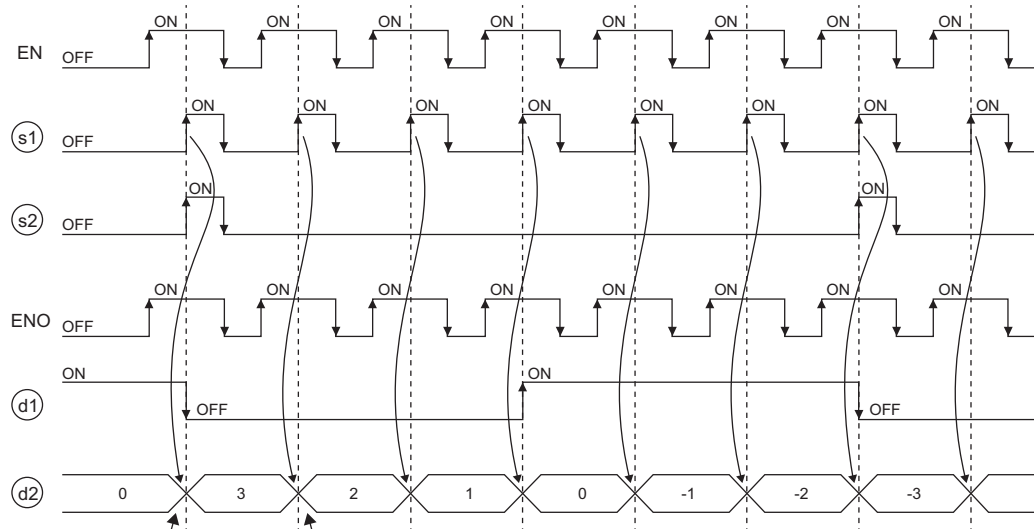 ON ON ON ON ON ON ON ON
EN OFF
ON ON ON ON ON ON ON ON
s1 OFF
ON ON
s2 OFF
ON ON ON ON ON ON ON ON
ENO OFF
ON ON
d1 OFF OFF
d2 0 3 2 1 0 -1 -2 -3